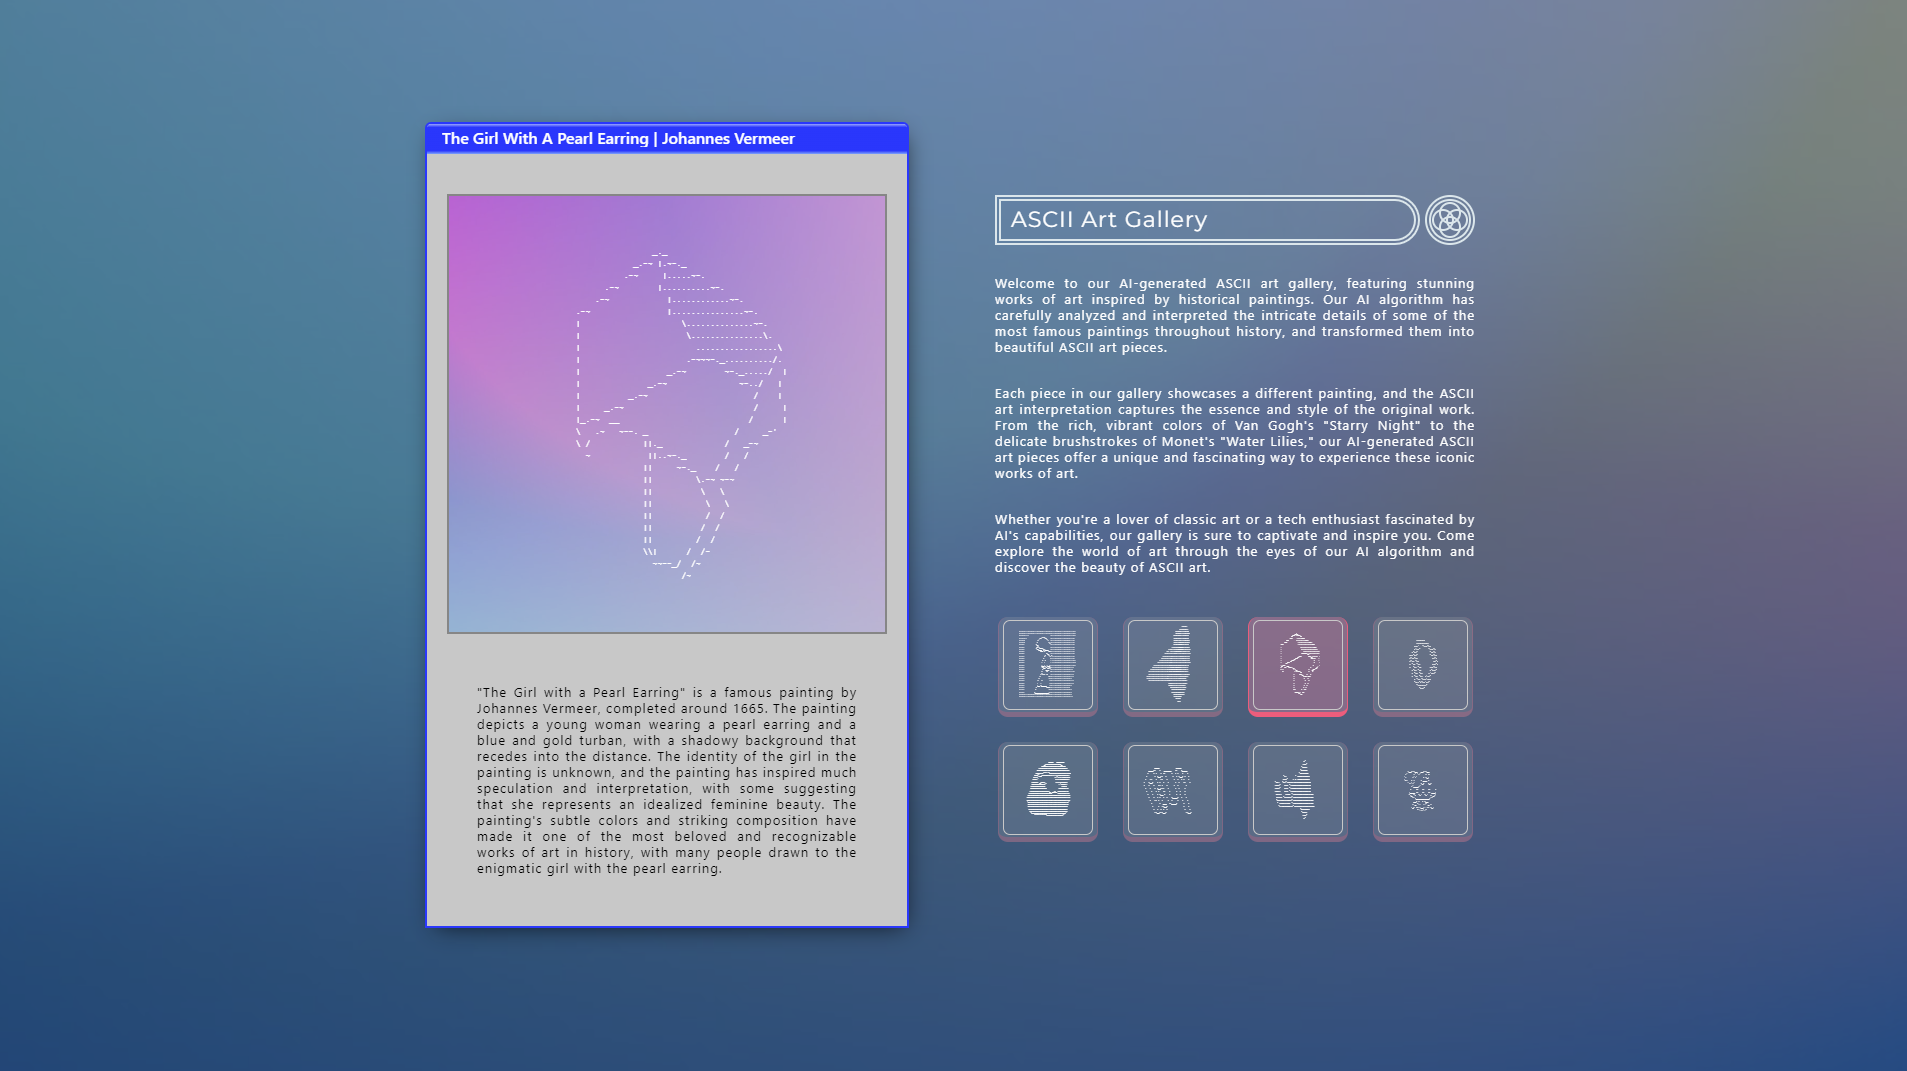 The Girl With A Pearl Earring | Johannes Vermeer
"The Girl with a Pearl Earring" is a famous painting by
Johannes Vermeer, completed around 1665. The painting
depicts a young woman wearing a pearl earring and a
blue and gold turban, with a shadowy background that
recedes into the distance. The identity of the girl in the
painting is unknown, and the painting has inspired much
speculation and interpretation, with some suggesting
that she represents an idealized feminine beauty. The
painting's subtle colors and striking composition have
made it one of the most beloved and recognizable
works of art in history, with many people drawn to the
enigmatic girl with the pearl earring.
ASCII Art Gallery
Welcome to our AI-generated ASCII art gallery, featuring stunning
works of art inspired by historical paintings. Our AI algorithm has
carefully analyzed and interpreted the intricate details of some of the
most famous paintings throughout history, and transformed them into
beautiful ASCII art pieces.
Each piece in our gallery showcases a different painting, and the ASCII
art interpretation captures the essence and style of the original work.
From the rich, vibrant colors of Van Gogh's "Starry Night" to the
delicate brushstrokes of Monet's "Water Lilies," our AI-generated ASCII
art pieces offer a unique and fascinating way to experience these iconic
works of art.
Whether you're a lover of classic art or a tech enthusiast fascinated by
AI's capabilities, our gallery is sure to captivate and inspire you. Come
explore the world of art through the eyes of our AI algorithm and
discover the beauty of ASCII art.